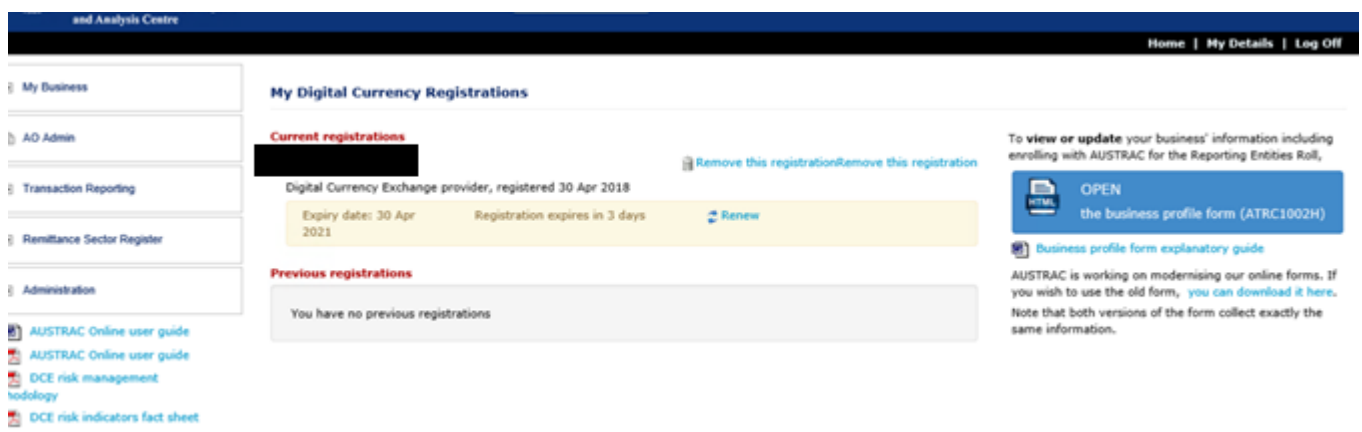 and Analysis Centre
Home | My Details | Log Off
My Business
AO Admin
Transaction Reporting
Remittance Sector Register
Administration
AUSTRAC Online user guide
AUSTRAC Online user guide
DCE risk management
hodology
DCE risk indicators fact sheet
My Digital Currency Registrations
Current registrations
Remove this registrationRemove this registration
Digital Currency Exchange provider, registered 30 Apr 2018
Expiry date: 30 Apr
2021
Registration expires in 3 days
Renew
Previous registrations
You have no previous registrations
To view or update your business' information including
enrolling with AUSTRAC for the Reporting Entities Roll,
HTML
OPEN
the business profile form (ATRC1002H)
Business profile form explanatory guide
AUSTRAC is working on modernising our online forms. If
you wish to use the old form, you can download it here.
Note that both versions of the form collect exactly the
same information.